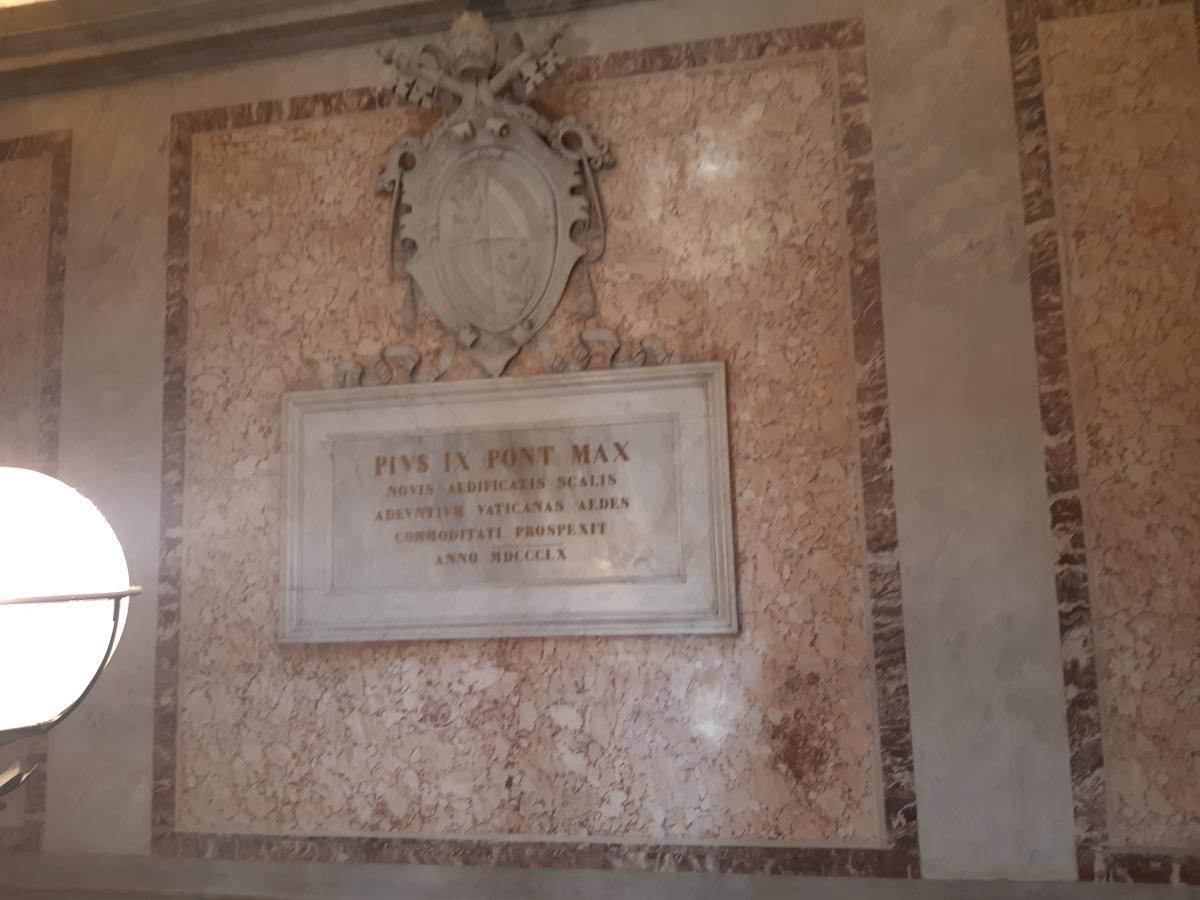 PIVS IX PONT MAX
NOVIS AEDIFICATIS SCALIS
ADEVNTIVM VATICANAS AEDES
COMMODITATI PROSPEXIT
ANNO MDCCCLX